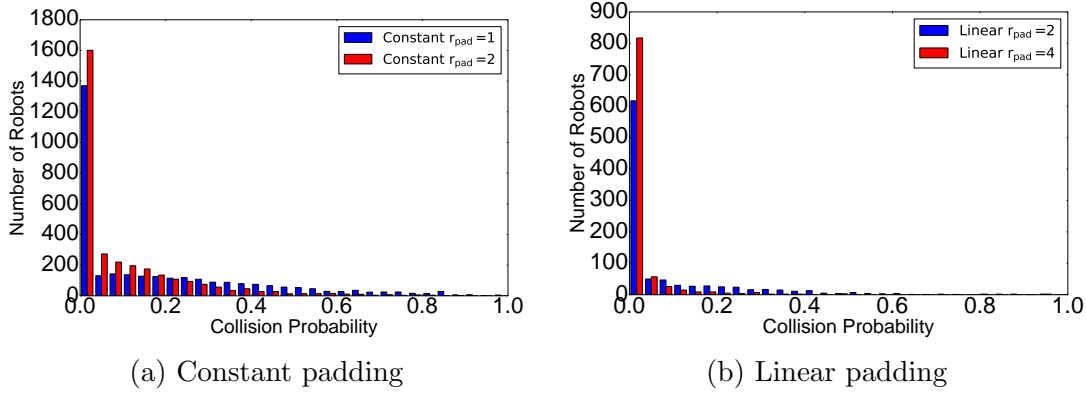 1800
1600
1400
1200
1000
800
600
400
200
0
0.0 0.2 0.4 0.6 0.8 1.0
Number of Robots
Collision Probability
Constant r_pad =1
Constant r_pad =2
(a) Constant padding
900
800
700
600
500
400
300
200
100
0
0.0 0.2 0.4 0.6 0.8 1.0
Number of Robots
Collision Probability
Linear r_pad =2
Linear r_pad =4
(b) Linear padding